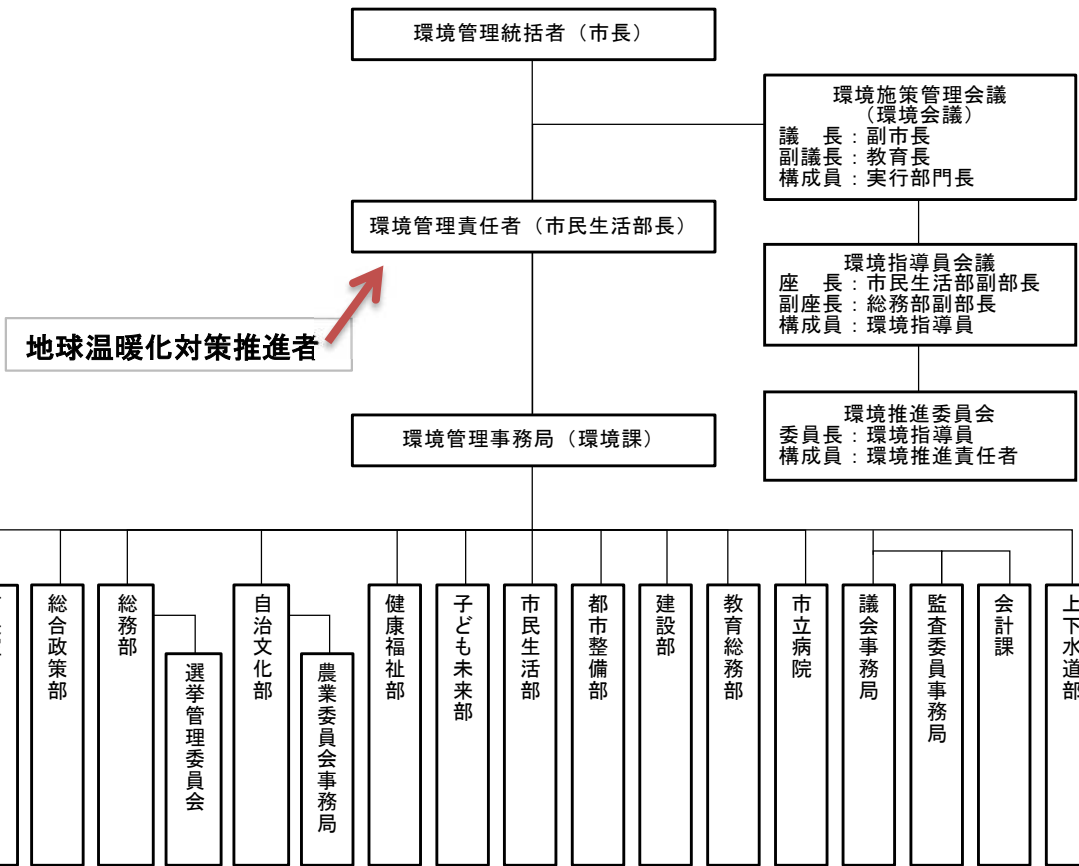 環境管理統括者（市長）
環境施策管理会議
（環境会議）
議　長：副市長
副議長：教育長
構成員：実行部門長
環境管理責任者（市民生活部長）
環境指導員会議
座　長：市民生活部副部長
副座長：総務部副部長
構成員：環境指導員
地球温暖化対策推進者
環境管理事務局（環境課）
環境推進委員会
委員長：環境指導員
構成員：環境推進責任者
総合政策部
総務部
選挙管理委員会
自治文化部
農業委員会事務局
健康福祉部
子ども未来部
市民生活部
都市整備部
建設部
教育総務部
市立病院
議会事務局
監査委員事務局
会計課
上下水道部